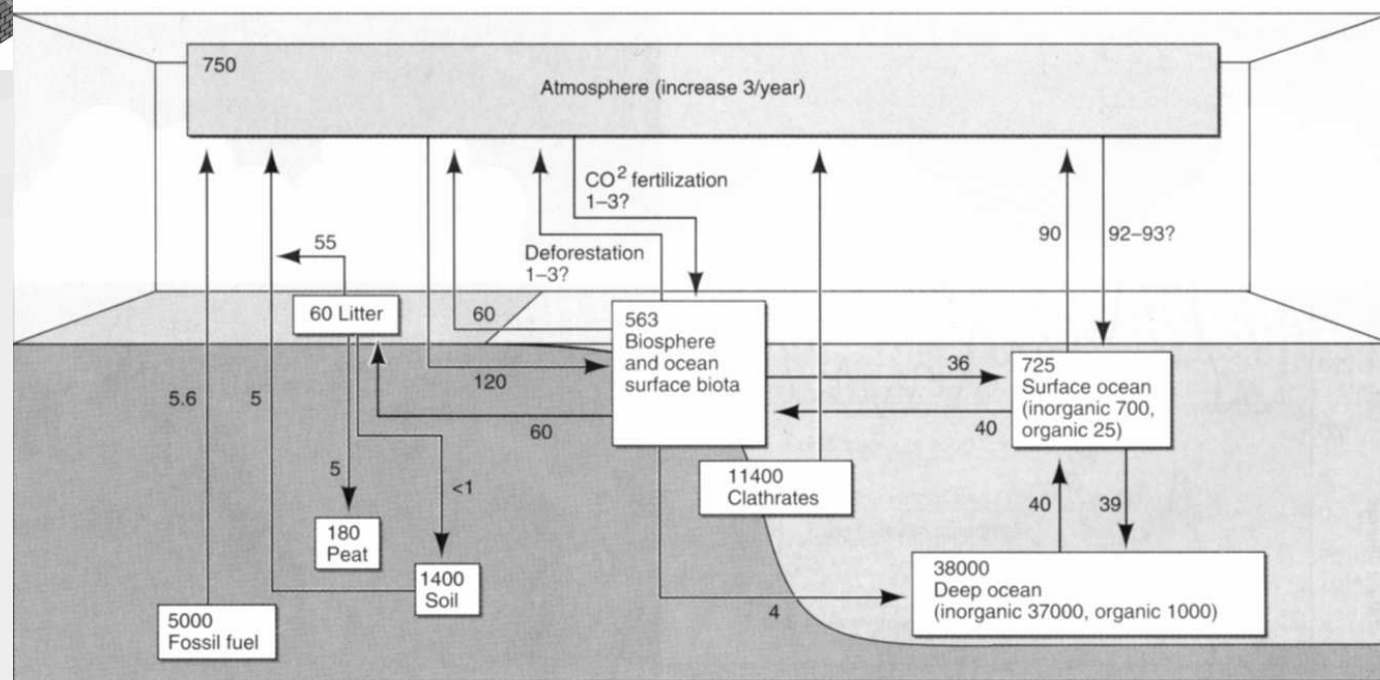 750
Atmosphere (increase 3/year)
CO² fertilization
1–3?
90
92–93?
55
Deforestation
1–3?
60 Litter
60
563
Biosphere
and ocean
surface biota
36
725
Surface ocean
(inorganic 700,
organic 25)
120
5.6
5
60
40
5
<1
11400
Clathrates
40
39
180
Peat
1400
Soil
38000
Deep ocean
(inorganic 37000, organic 1000)
4
5000
Fossil fuel